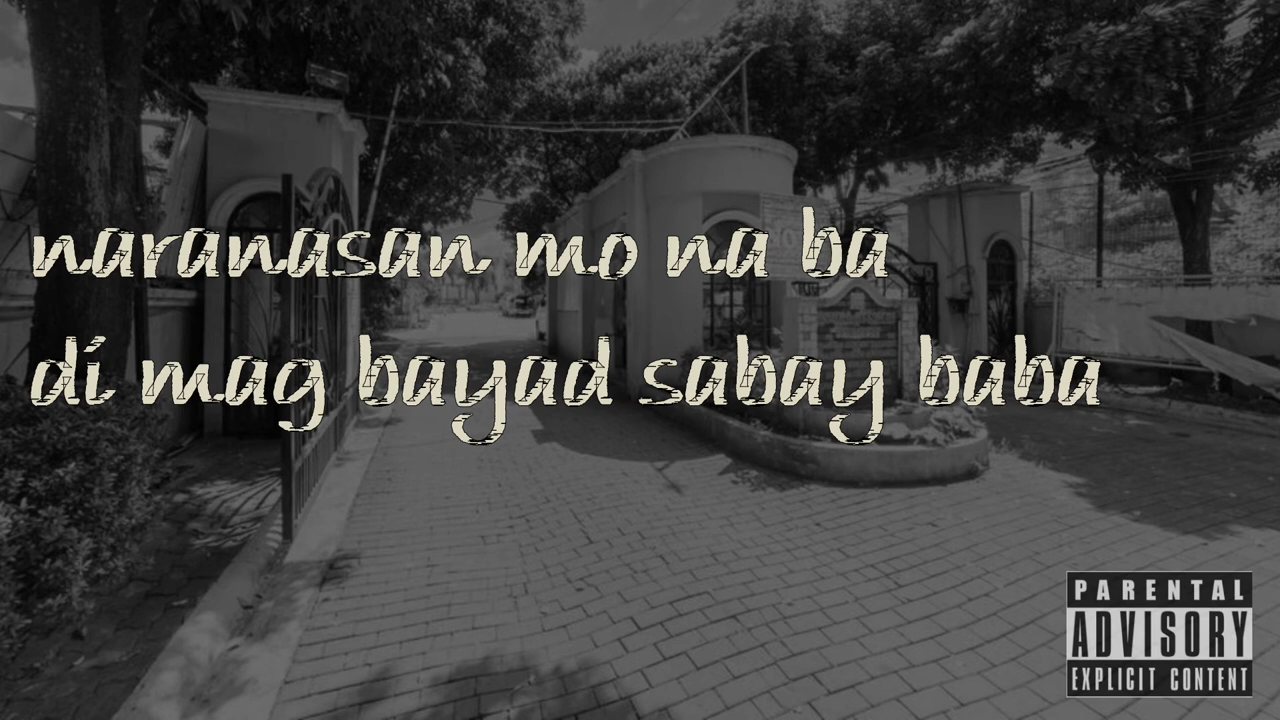 naranasan mo na ba
di mag bayad sabay baba
PARENTAL
ADVISORY
EXPLICIT CONTENT